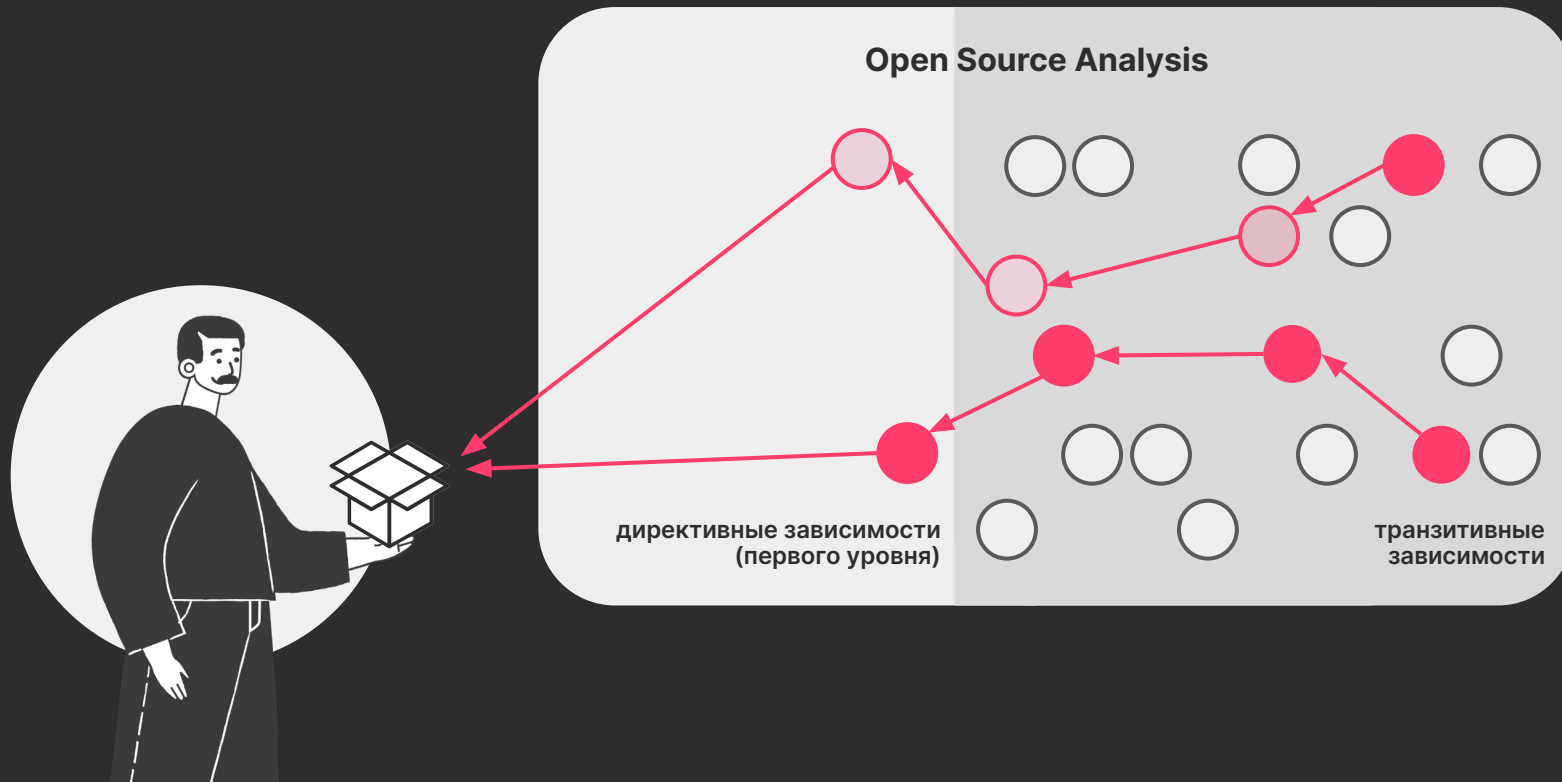 Open Source Analysis
директивные зависимости
(первого уровня)
транзитивные
зависимости